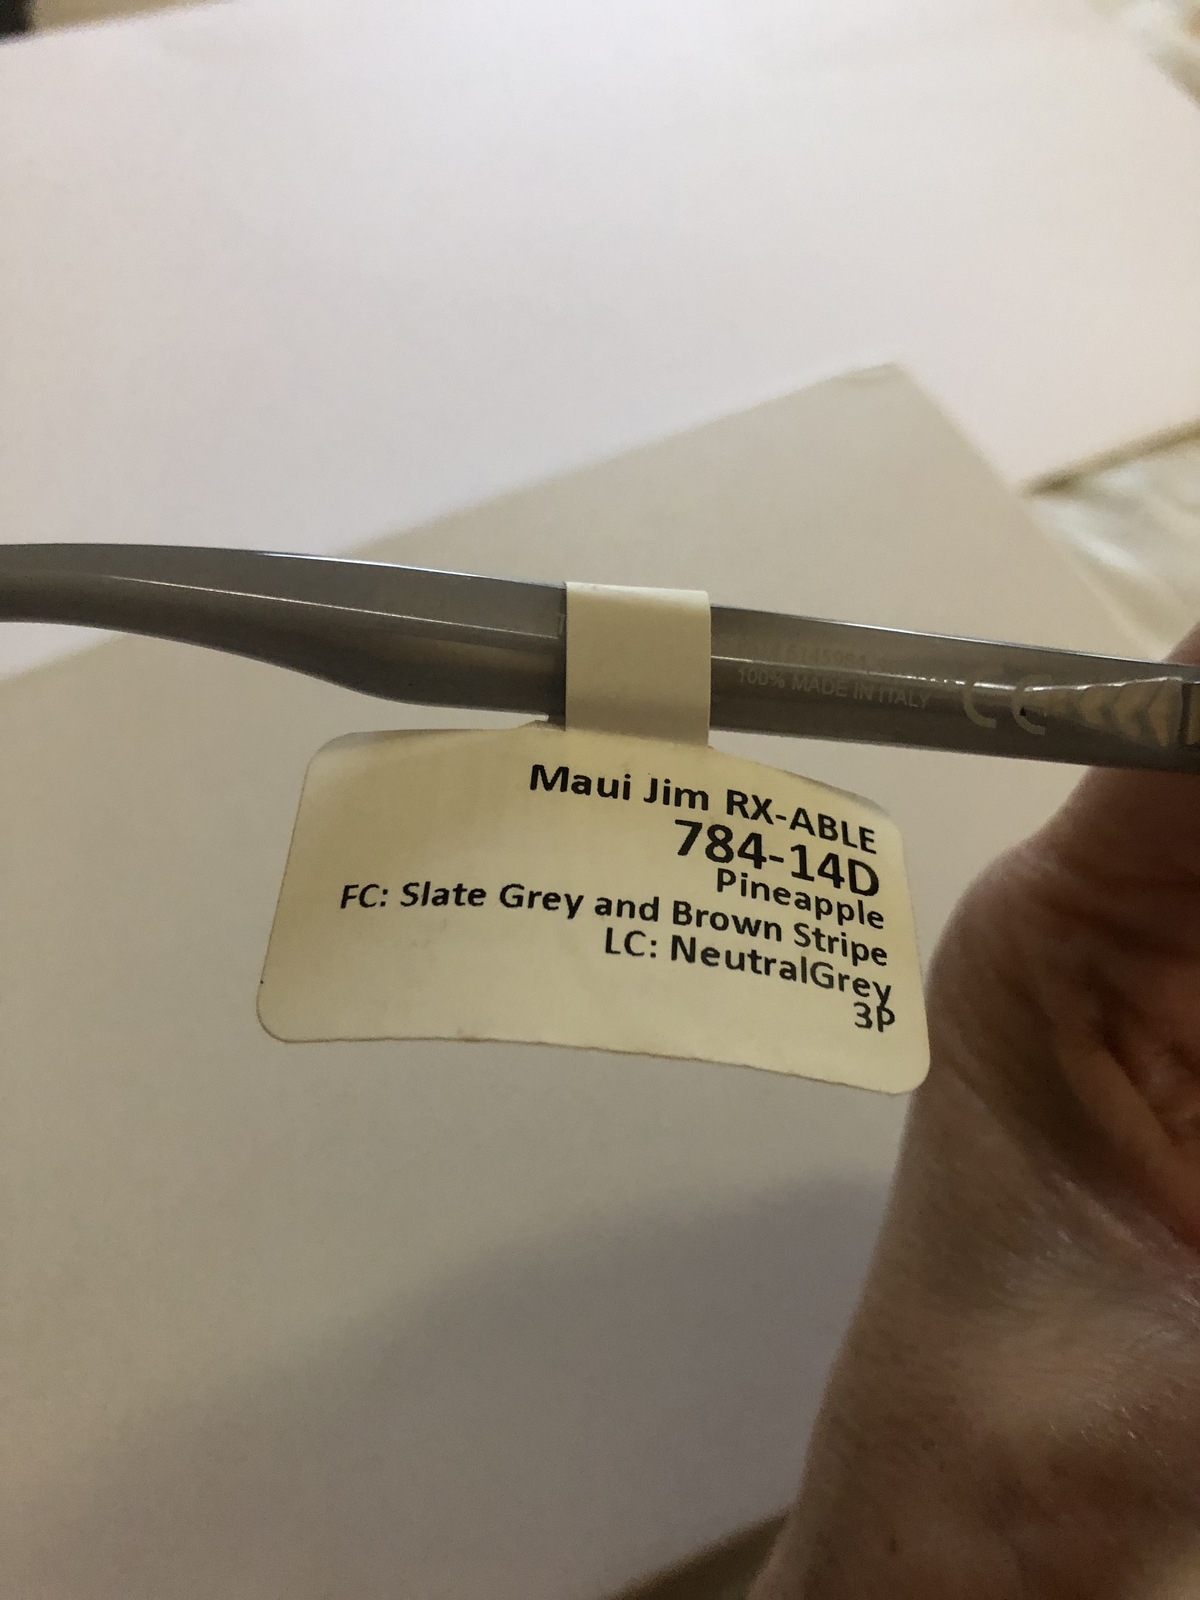 100% MADE IN ITALY CE
Maui Jim RX-ABLE
784-14D
Pineapple
FC: Slate Grey and Brown Stripe
LC: NeutralGrey
3P